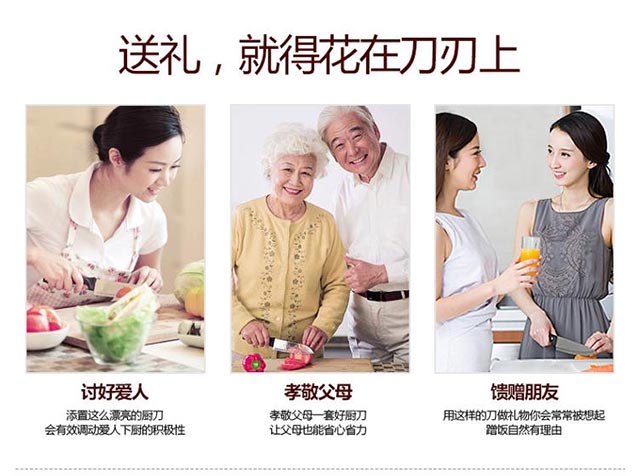 送礼，就得花在刀刃上
讨好爱人
添置这么漂亮的厨刀
会有效调动爱人下厨的积极性
孝敬父母
孝敬父母一套好厨刀
让父母也能省心省力
馈赠朋友
用这样的刀做礼物你会常常被想起
蹭饭自然有理由